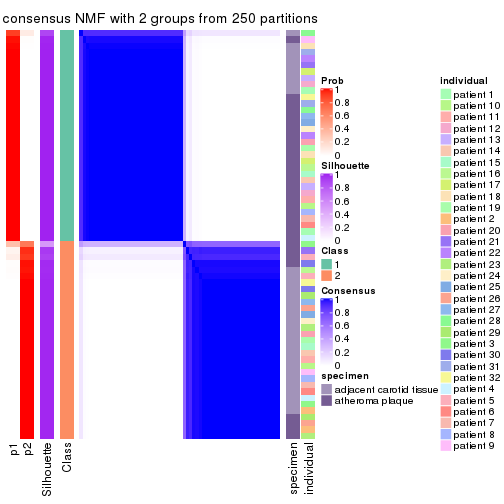 consensus NMF with 2 groups from 250 partitions
Prob
1
0.8
0.6
0.4
0.2
0
Silhouette
1
0.8
0.6
0.4
0.2
0
Class
1
2
Consensus
1
0.8
0.6
0.4
0.2
0
specimen
adjacent carotid tissue
atheroma plaque
individual
patient 1
patient 10
patient 11
patient 12
patient 13
patient 14
patient 15
patient 16
patient 17
patient 18
patient 19
patient 2
patient 20
patient 21
patient 22
patient 23
patient 24
patient 25
patient 26
patient 27
patient 28
patient 29
patient 3
patient 30
patient 31
patient 32
patient 4
patient 5
patient 6
patient 7
patient 8
patient 9
p1
p2
Silhouette
Class
specimen
individual